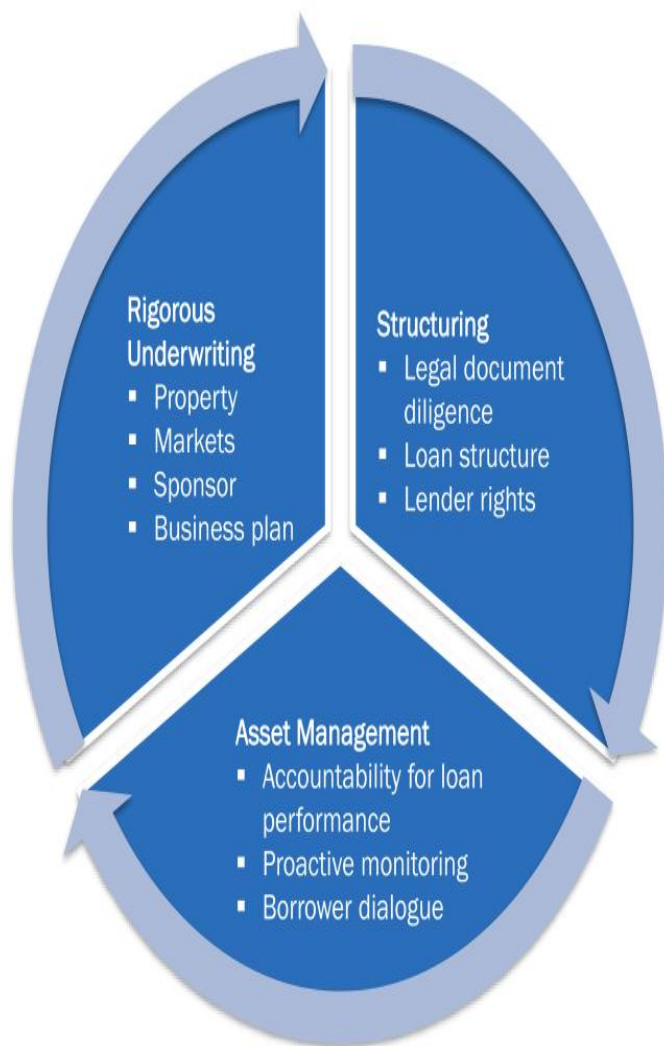 Rigorous
Underwriting
▪ Property
▪ Markets
▪ Sponsor
▪ Business plan
Structuring
▪ Legal document
diligence
▪ Loan structure
▪ Lender rights
Asset Management
▪ Accountability for loan
performance
▪ Proactive monitoring
▪ Borrower dialogue